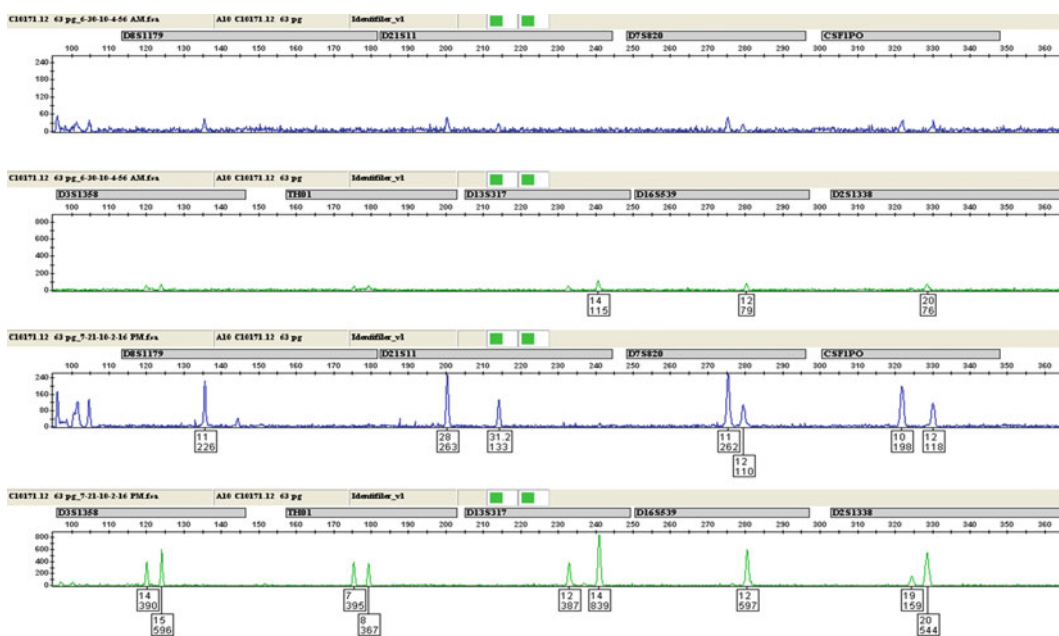 C10171.12 63 pg_6-30-10-4-56 AM.fsa A10 C10171.12 63 pg Identifiler_v1
D8S1179 D21S11 D7S820 CSF1PO
100 110 120 130 140 150 160 170 180 190 200 210 220 230 240 250 260 270 280 290 300 310 320 330 340 350 360
240
180
120
60
0
C10171.12 63 pg_6-30-10-4-56 AM.fsa A10 C10171.12 63 pg Identifiler_v1
D3S1358 TH01 D13S317 D16S539 D2S1338
100 110 120 130 140 150 160 170 180 190 200 210 220 230 240 250 260 270 280 290 300 310 320 330 340 350 360
800
600
400
200
0
14 12 20
115 79 76
C10171.12 63 pg_7-21-10-2-16 PM.fsa A10 C10171.12 63 pg Identifiler_v1
D8S1179 D21S11 D7S820 CSF1PO
100 110 120 130 140 150 160 170 180 190 200 210 220 230 240 250 260 270 280 290 300 310 320 330 340 350 360
240
160
80
0
11 28 31.2 11 10 12
226 263 133 262 198 118
12
110
C10171.12 63 pg_7-21-10-2-16 PM.fsa A10 C10171.12 63 pg Identifiler_v1
D3S1358 TH01 D13S317 D16S539 D2S1338
100 110 120 130 140 150 160 170 180 190 200 210 220 230 240 250 260 270 280 290 300 310 320 330 340 350 360
800
600
400
200
0
14 7 12 14 12 19
390 395 387 839 597 159
15 8 20
596 367 544